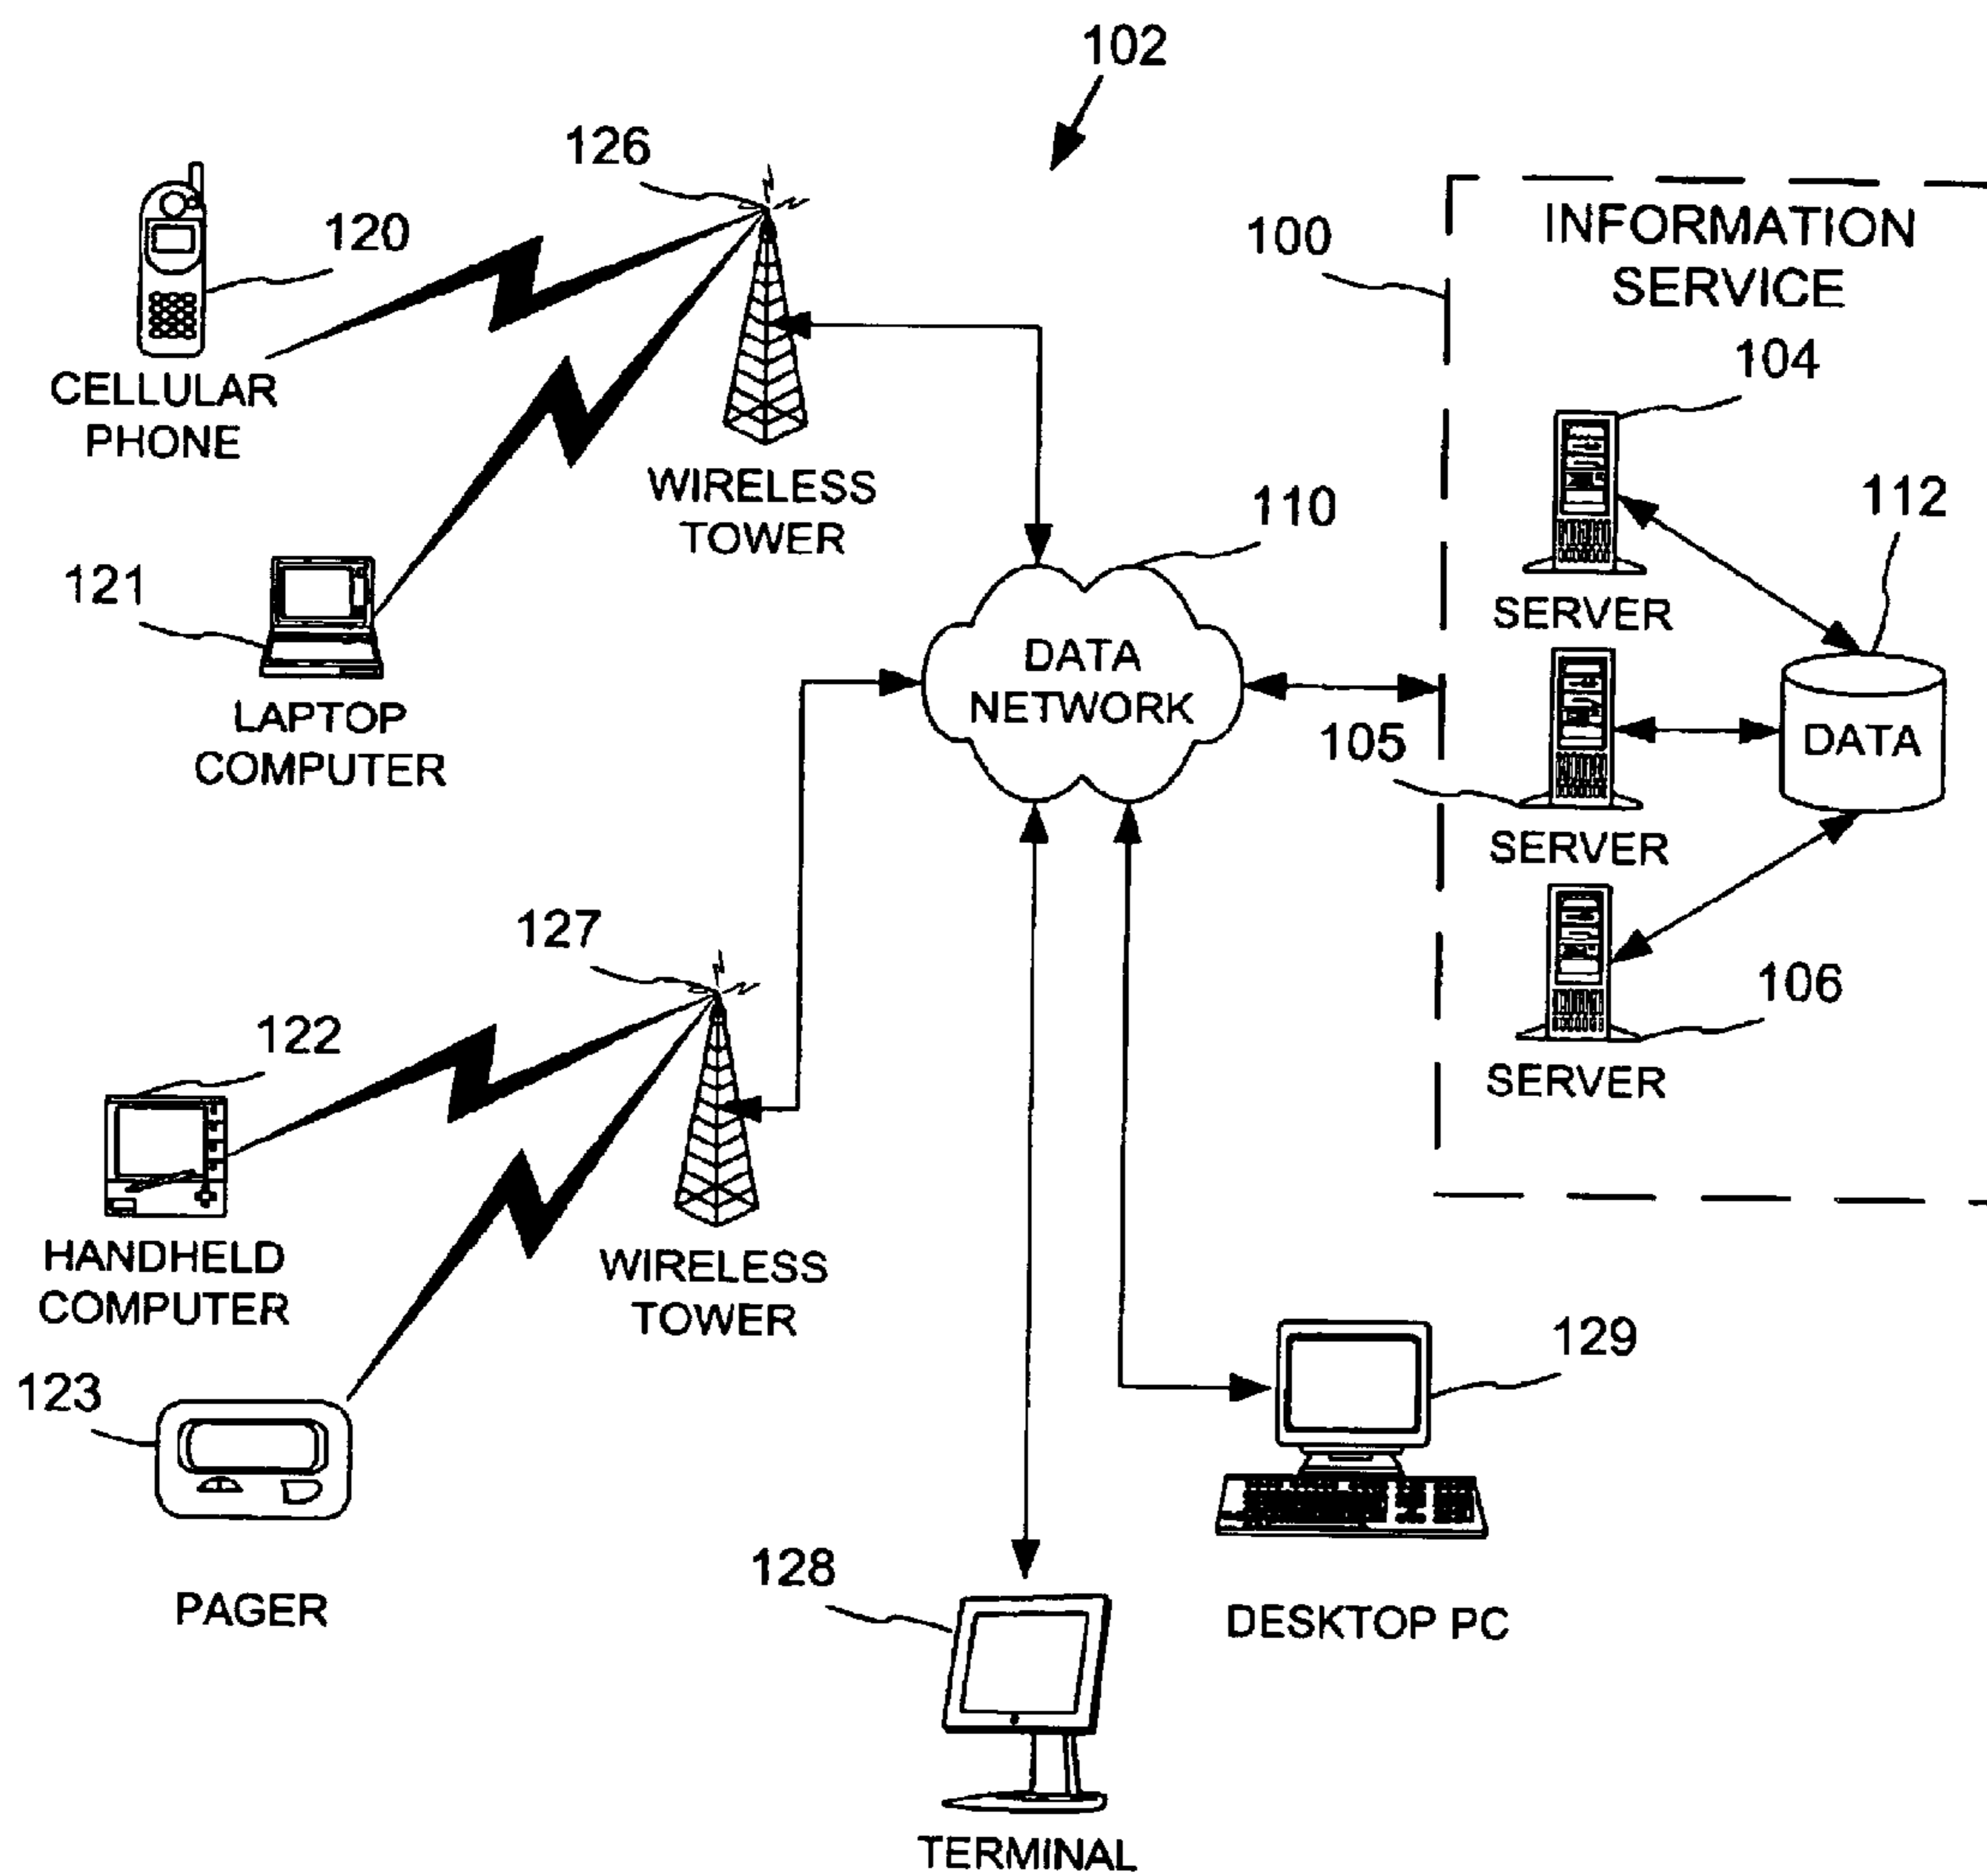 102
126
120
100
INFORMATION
SERVICE
104
CELLULAR
PHONE
WIRELESS
TOWER
110
112
121
SERVER
DATA
NETWORK
LAPTOP
COMPUTER
105
DATA
SERVER
127
106
122
SERVER
HANDHELD
COMPUTER
WIRELESS
TOWER
129
123
128
PAGER
DESKTOP PC
TERMINAL